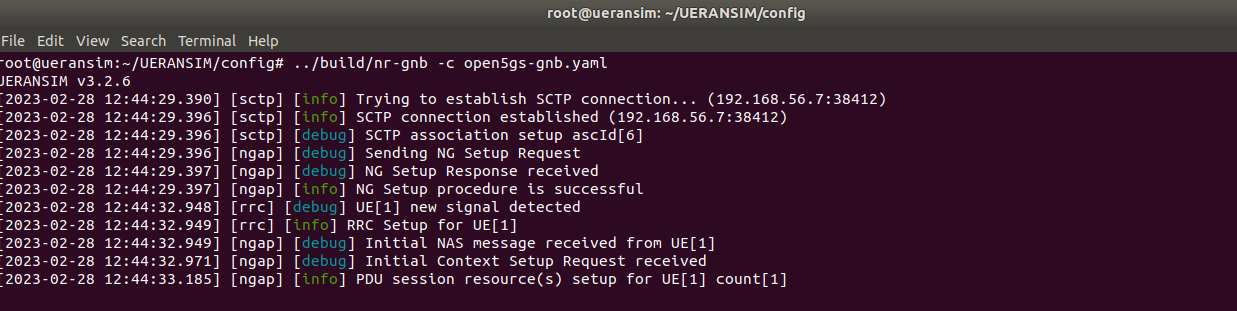 root@ueransim: ~/UERANSIM/config
File Edit View Search Terminal Help
root@ueransim:~/UERANSIM/config# ../build/nr-gnb -c open5gs-gnb.yaml
UERANSIM v3.2.6
[2023-02-28 12:44:29.390] [sctp] [info] Trying to establish SCTP connection... (192.168.56.7:38412)
[2023-02-28 12:44:29.396] [sctp] [info] SCTP connection established (192.168.56.7:38412)
[2023-02-28 12:44:29.396] [sctp] [debug] SCTP association setup ascId[6]
[2023-02-28 12:44:29.396] [ngap] [debug] Sending NG Setup Request
[2023-02-28 12:44:29.397] [ngap] [debug] NG Setup Response received
[2023-02-28 12:44:29.397] [ngap] [info] NG Setup procedure is successful
[2023-02-28 12:44:32.948] [rrc] [debug] UE[1] new signal detected
[2023-02-28 12:44:32.949] [rrc] [info] RRC Setup for UE[1]
[2023-02-28 12:44:32.949] [ngap] [debug] Initial NAS message received from UE[1]
[2023-02-28 12:44:32.971] [ngap] [debug] Initial Context Setup Request received
[2023-02-28 12:44:33.185] [ngap] [info] PDU session resource(s) setup for UE[1] count[1]